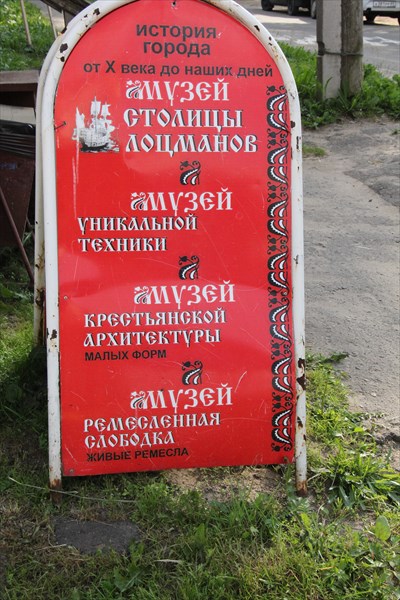 история
города
от X века до наших дней
МУЗЕЙ
СТОЛИЦЫ
ЛОЦМАНОВ
МУЗЕЙ
УНИКАЛЬНОЙ
ТЕХНИКИ
МУЗЕЙ
КРЕСТЬЯНСКОЙ
АРХИТЕКТУРЫ
МАЛЫХ ФОРМ
МУЗЕЙ
РЕМЕСЛЕННАЯ
СЛОБОДКА
ЖИВЫЕ РЕМЕСЛА